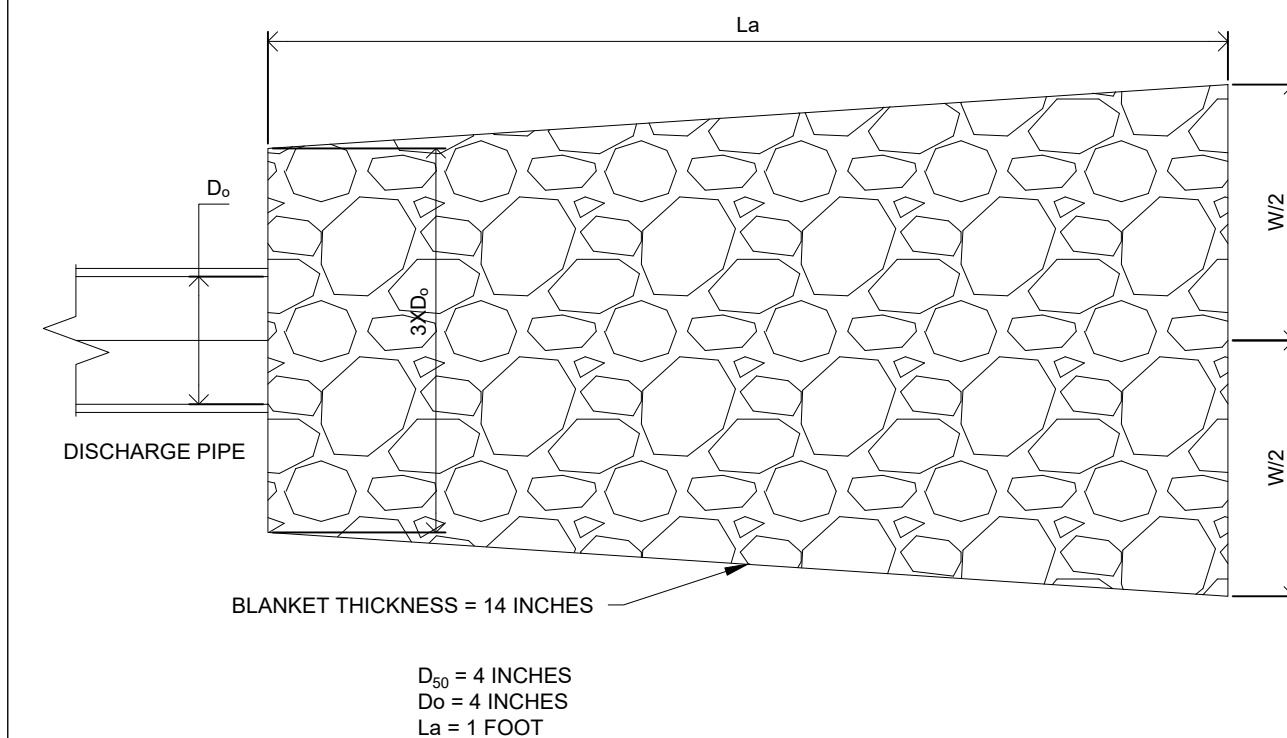 La
Dₒ
3XDₒ
W/2
W/2
DISCHARGE PIPE
BLANKET THICKNESS = 14 INCHES
D₅₀ = 4 INCHES
Do = 4 INCHES
La = 1 FOOT